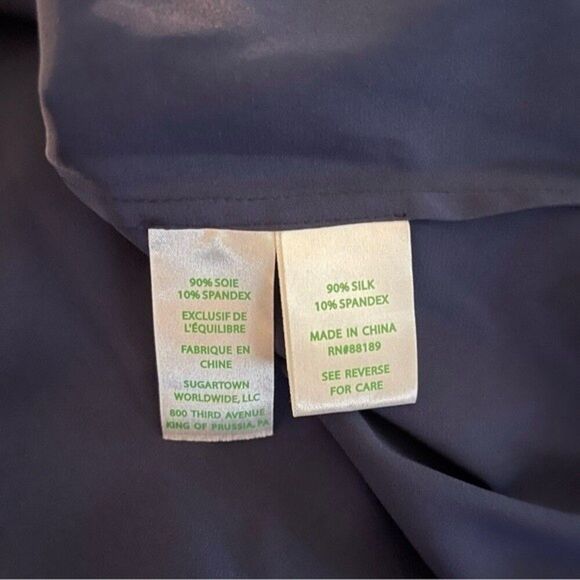 90% SOIE
10% SPANDEX
EXCLUSIF DE
L'ÉQUILIBRE
FABRIQUE EN
CHINE
SUGARTOWN
WORLDWIDE, LLC
800 THIRD AVENUE
KING OF PRUSSIA, PA
90% SILK
10% SPANDEX
MADE IN CHINA
RN#88189
SEE REVERSE
FOR CARE